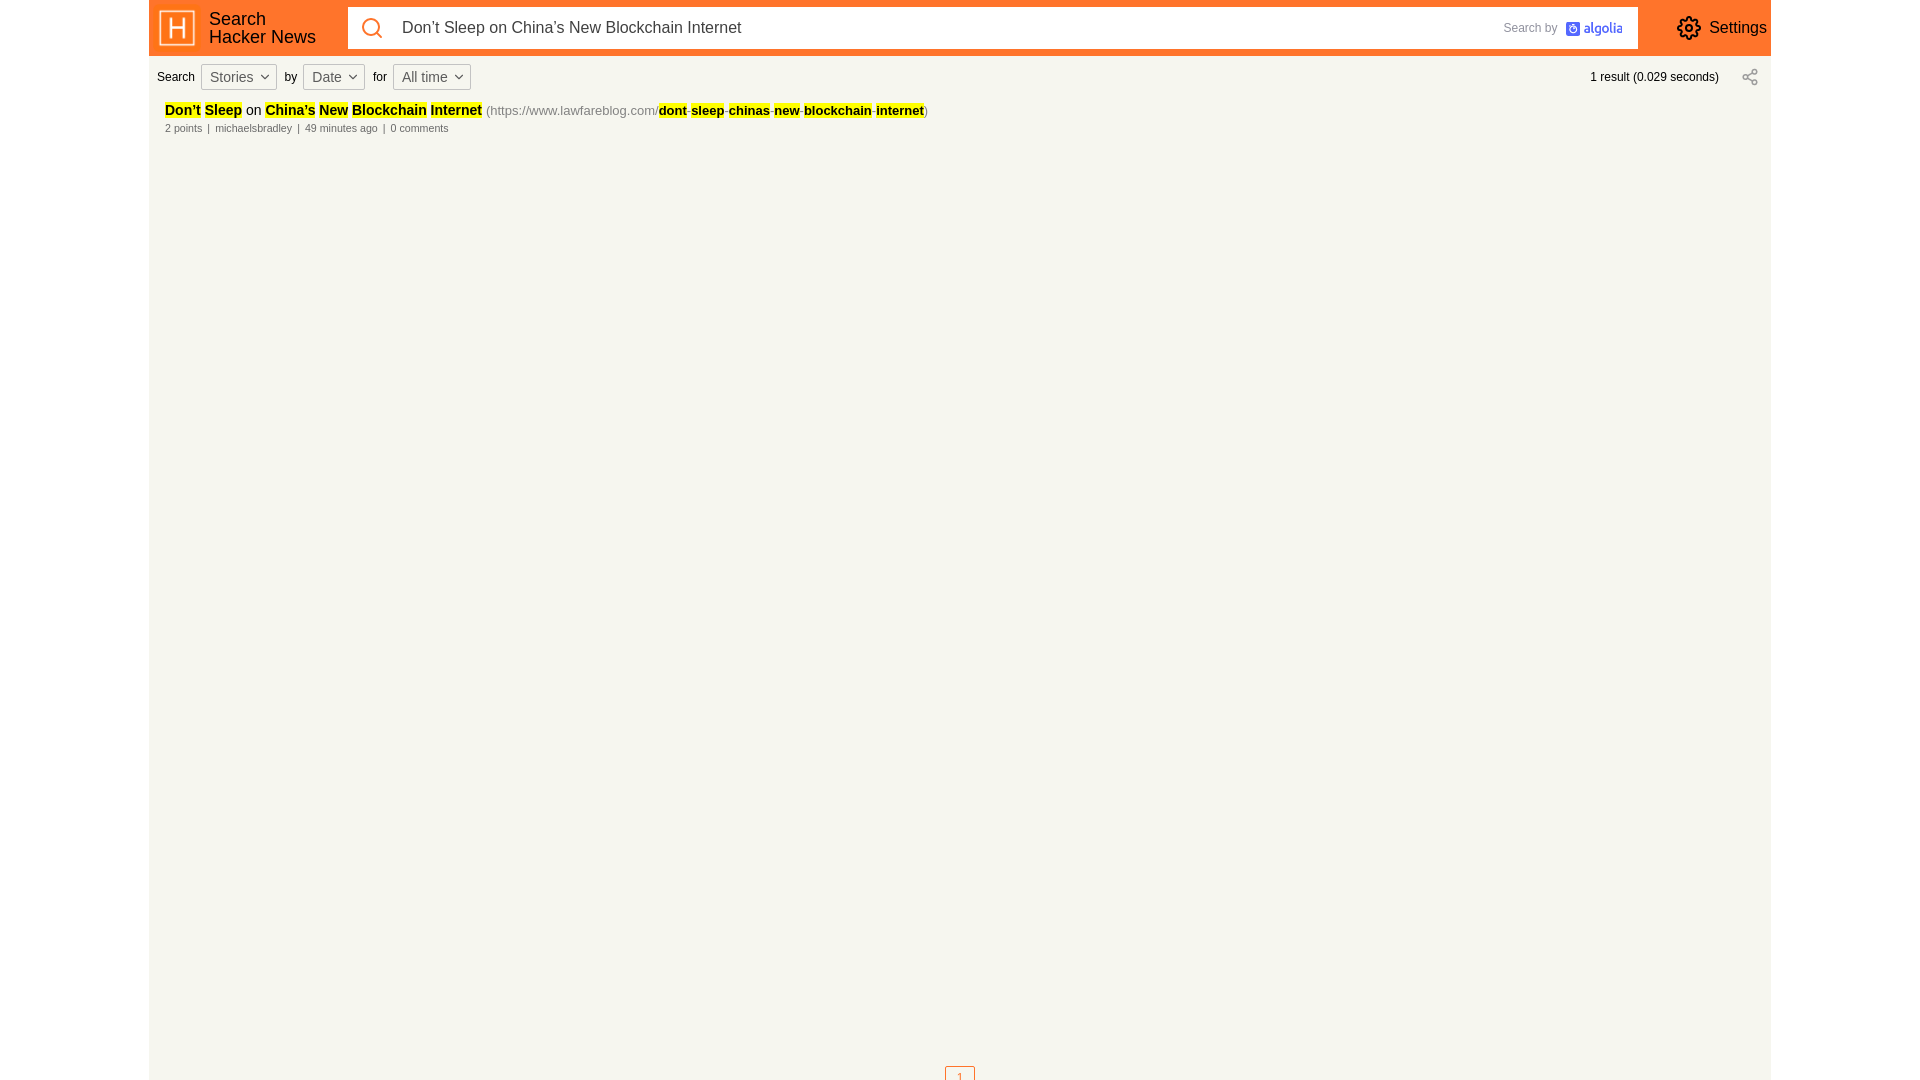 Search
Hacker News
Don’t Sleep on China’s New Blockchain Internet
Search by algolia
Settings
Search Stories by Date for All time
1 result (0.029 seconds)
Don’t Sleep on China’s New Blockchain Internet (https://www.lawfareblog.com/dont-sleep-chinas-new-blockchain-internet)
2 points | michaelsbradley | 49 minutes ago | 0 comments
1